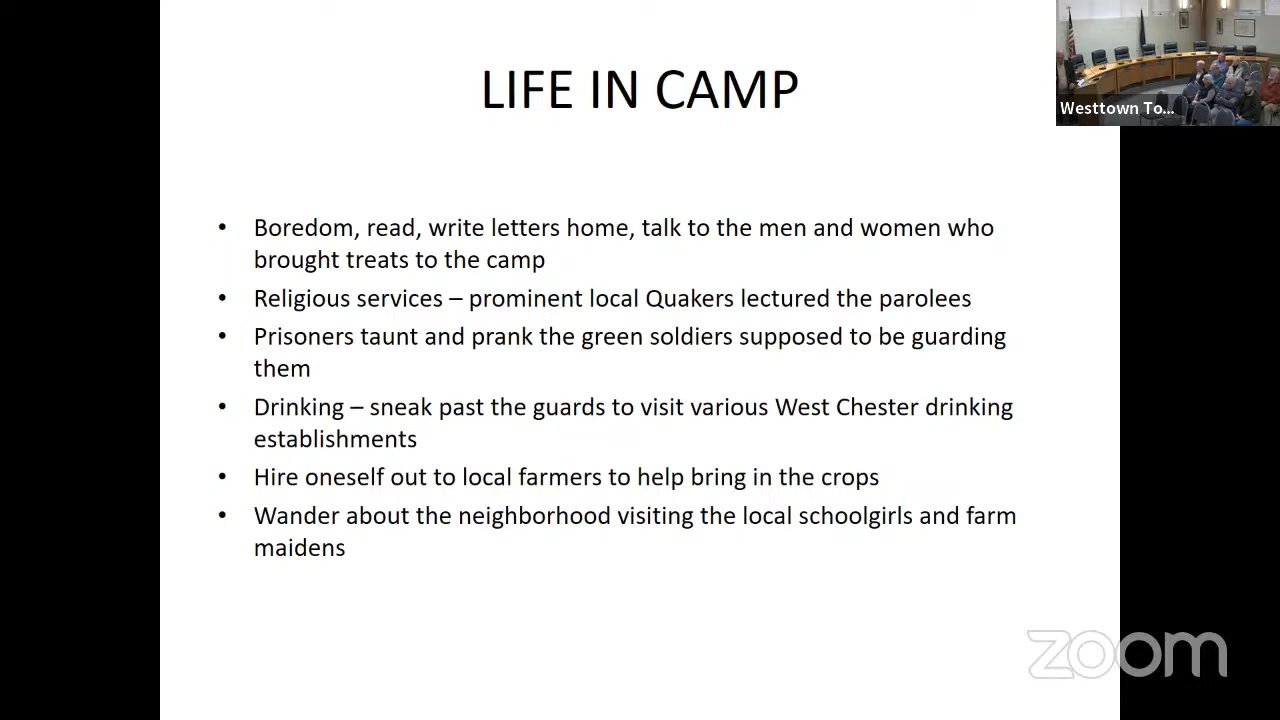 LIFE IN CAMP
Westtown To...
• Boredom, read, write letters home, talk to the men and women who
brought treats to the camp
• Religious services – prominent local Quakers lectured the parolees
• Prisoners taunt and prank the green soldiers supposed to be guarding
them
• Drinking – sneak past the guards to visit various West Chester drinking
establishments
• Hire oneself out to local farmers to help bring in the crops
• Wander about the neighborhood visiting the local schoolgirls and farm
maidens
zoom